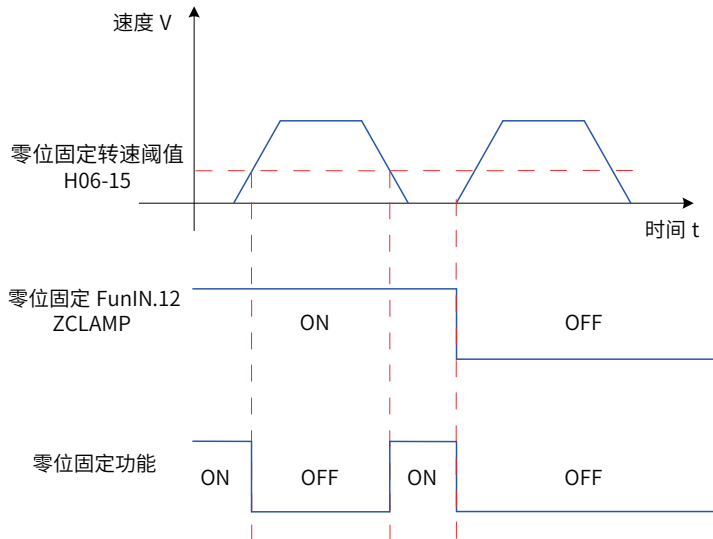 速度 V
零位固定转速阈值
H06-15
时间 t
零位固定 FunIN.12
ZCLAMP
ON
OFF
零位固定功能
ON
OFF
ON
OFF